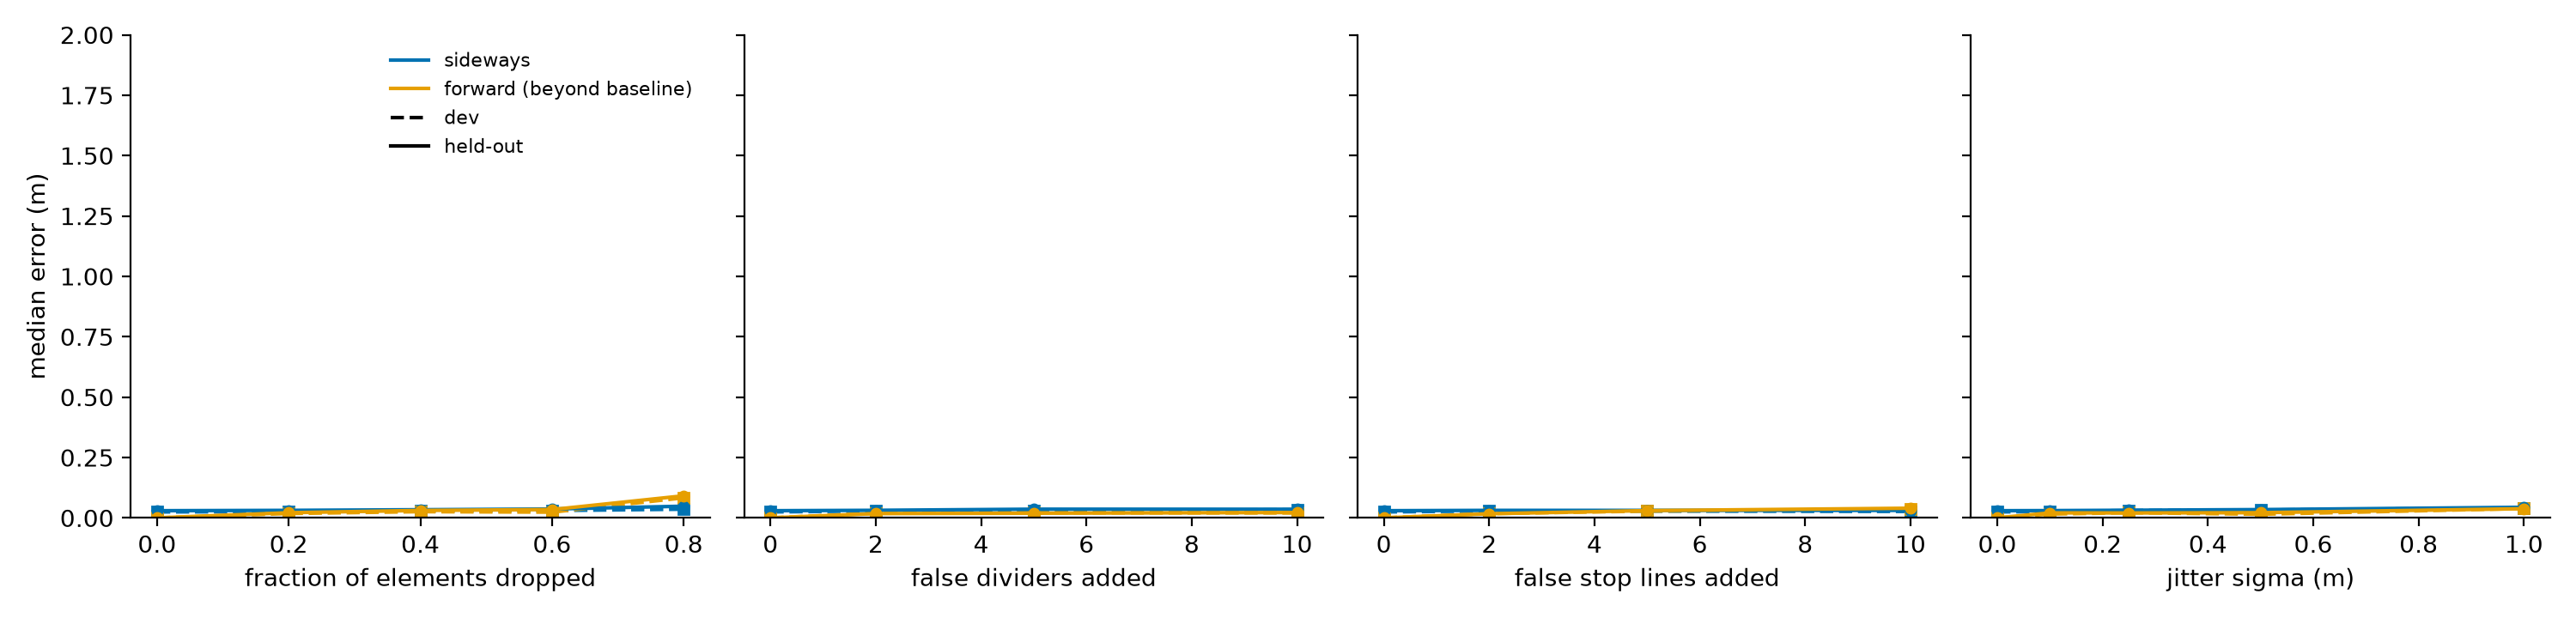 median error (m)
2.00
1.75
1.50
1.25
1.00
0.75
0.50
0.25
0.00
sideways
forward (beyond baseline)
dev
held-out
0.0 0.2 0.4 0.6 0.8
fraction of elements dropped
0 2 4 6 8 10
false dividers added
0 2 4 6 8 10
false stop lines added
0.0 0.2 0.4 0.6 0.8 1.0
jitter sigma (m)